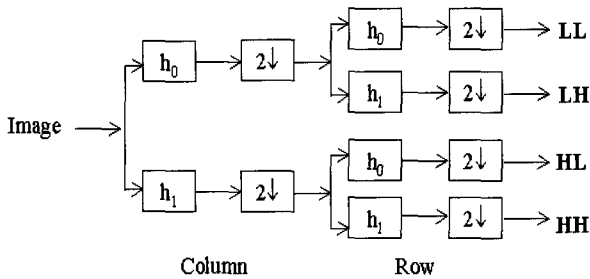 h₀ 2↓ LL
h₀ 2↓
h₁ 2↓ LH
Image
h₀ 2↓ HL
h₁ 2↓
h₁ 2↓ HH
Column Row